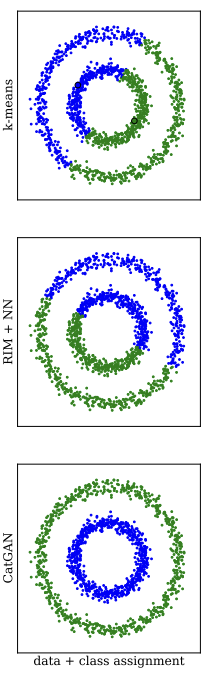 k-means
RIM + NN
CatGAN
data + class assignment